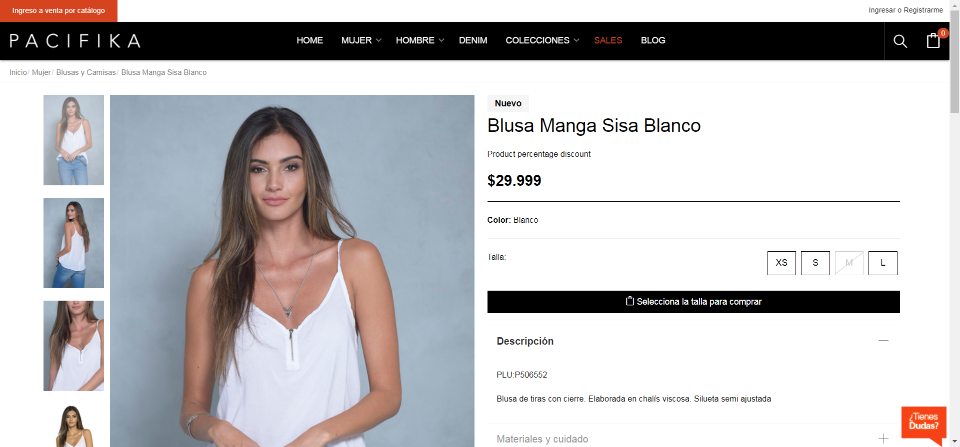 Ingreso a venta por catálogo
Ingresar o Registrarme
PACIFIKA
HOME MUJER HOMBRE DENIM COLECCIONES SALES BLOG
0
Inicio/ Mujer/ Blusas y Camisas/ Blusa Manga Sisa Blanco
Nuevo
Blusa Manga Sisa Blanco
Product percentage discount
$29.999
Color: Blanco
Talla:
XS S M L
Selecciona la talla para comprar
Descripción
PLU:P506552
Blusa de tiras con cierre. Elaborada en chalís viscosa. Silueta semi ajustada
Materiales y cuidado
¿Tienes
Dudas?